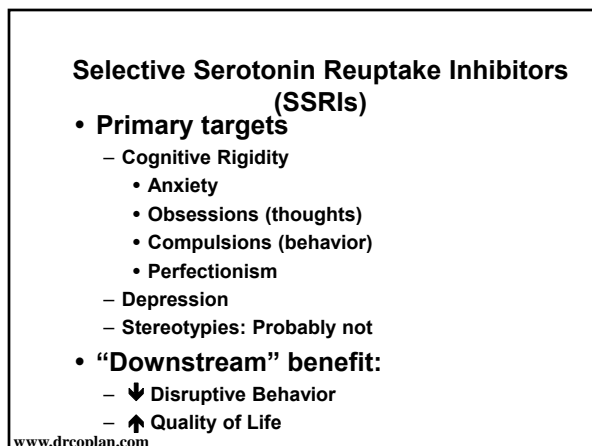 Selective Serotonin Reuptake Inhibitors
(SSRIs)
• Primary targets
– Cognitive Rigidity
• Anxiety
• Obsessions (thoughts)
• Compulsions (behavior)
• Perfectionism
– Depression
– Stereotypies: Probably not
• “Downstream” benefit:
– 🡇 Disruptive Behavior
– 🡅 Quality of Life
www.drcoplan.com